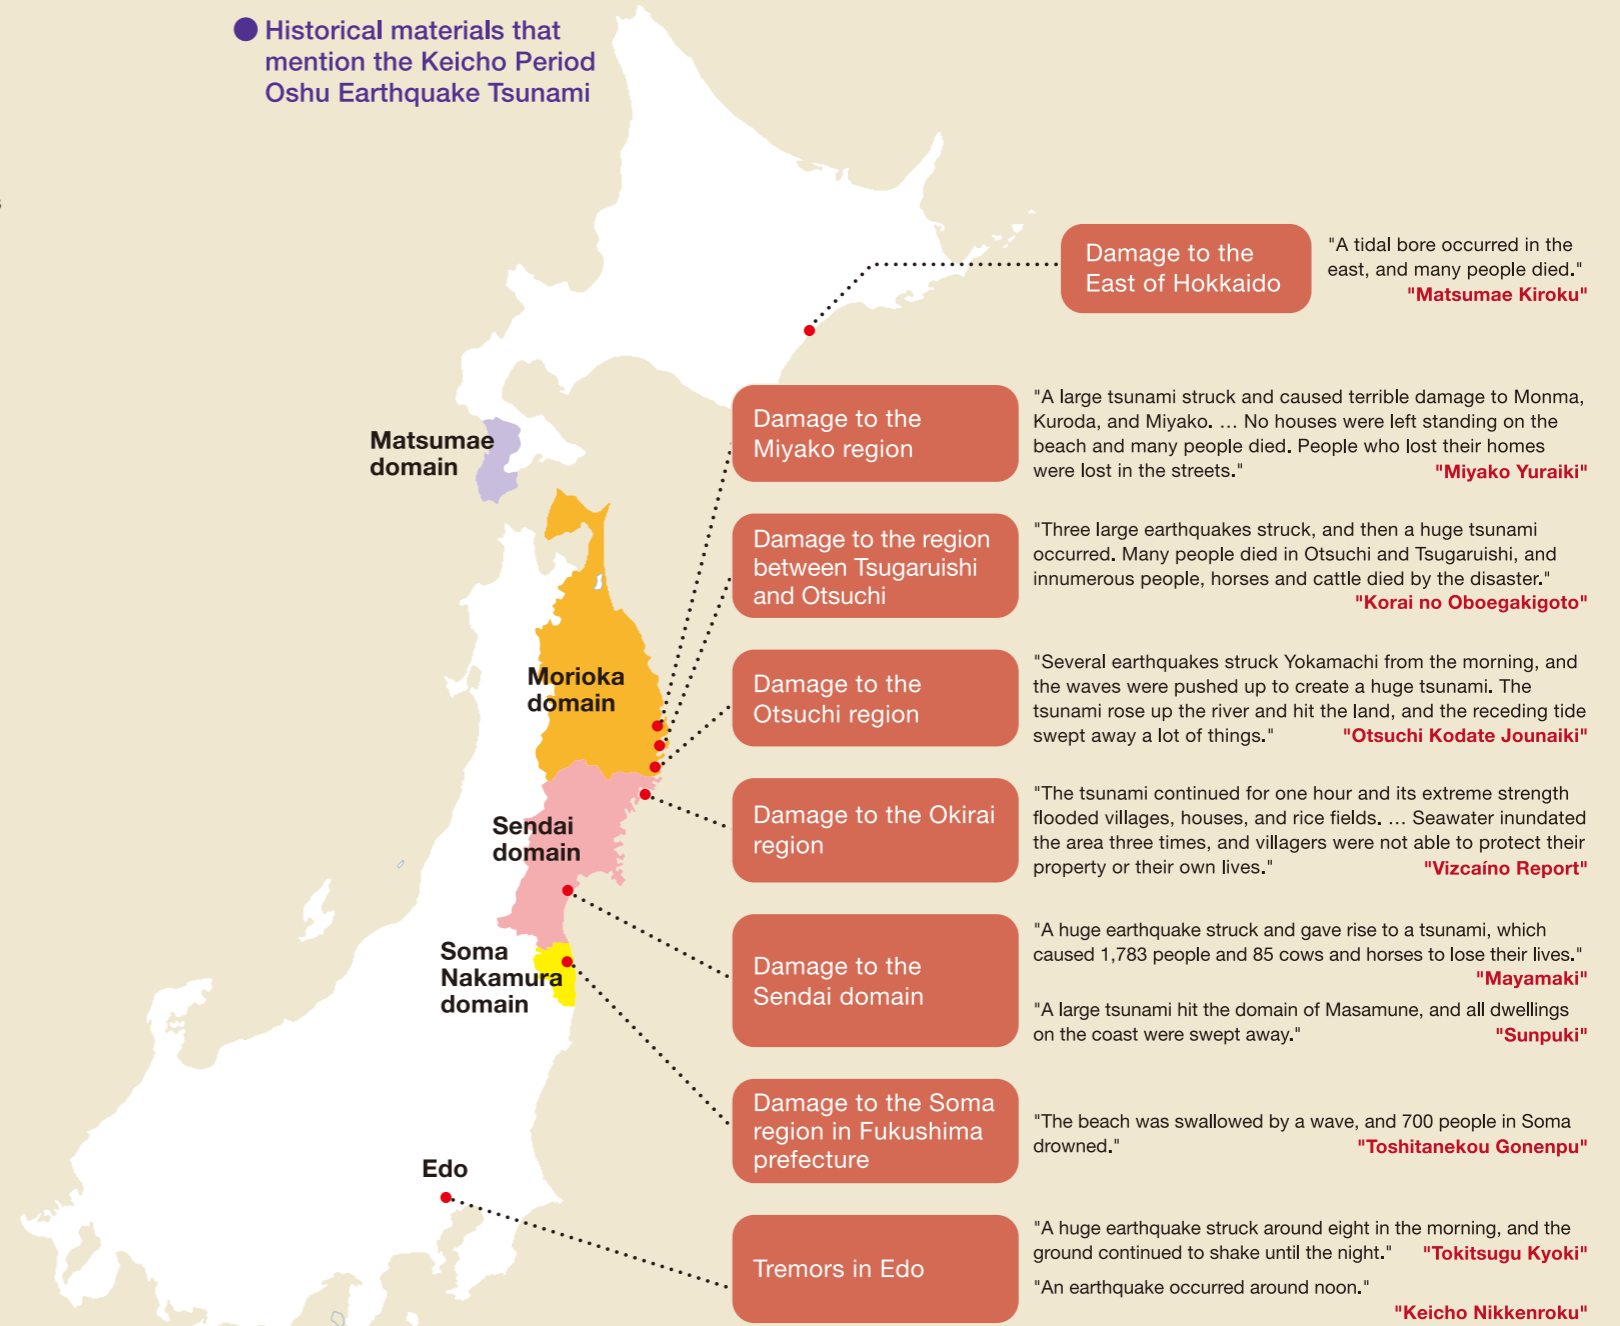 Historical materials that
mention the Keicho Period
Oshu Earthquake Tsunami
s
Damage to the
East of Hokkaido
"A tidal bore occurred in the
east, and many people died."
"Matsumae Kiroku"
Matsumae
domain
Damage to the
Miyako region
"A large tsunami struck and caused terrible damage to Monma,
Kuroda, and Miyako. … No houses were left standing on the
beach and many people died. People who lost their homes
were lost in the streets." "Miyako Yuraiki"
Damage to the region
between Tsugaruishi
and Otsuchi
"Three large earthquakes struck, and then a huge tsunami
occurred. Many people died in Otsuchi and Tsugaruishi, and
innumerous people, horses and cattle died by the disaster."
"Korai no Oboegakigoto"
Morioka
domain
Damage to the
Otsuchi region
"Several earthquakes struck Yokamachi from the morning, and
the waves were pushed up to create a huge tsunami. The
tsunami rose up the river and hit the land, and the receding tide
swept away a lot of things." "Otsuchi Kodate Jounaiki"
Sendai
domain
Damage to the Okirai
region
"The tsunami continued for one hour and its extreme strength
flooded villages, houses, and rice fields. … Seawater inundated
the area three times, and villagers were not able to protect their
property or their own lives." "Vizcaíno Report"
Soma
Nakamura
domain
Damage to the
Sendai domain
"A huge earthquake struck and gave rise to a tsunami, which
caused 1,783 people and 85 cows and horses to lose their lives."
"Mayamaki"
"A large tsunami hit the domain of Masamune, and all dwellings
on the coast were swept away." "Sunpuki"
Damage to the Soma
region in Fukushima
prefecture
"The beach was swallowed by a wave, and 700 people in Soma
drowned." "Toshitanekou Gonenpu"
Edo
Tremors in Edo
"A huge earthquake struck around eight in the morning, and the
ground continued to shake until the night." "Tokitsugu Kyoki"
"An earthquake occurred around noon."
"Keicho Nikkenroku"